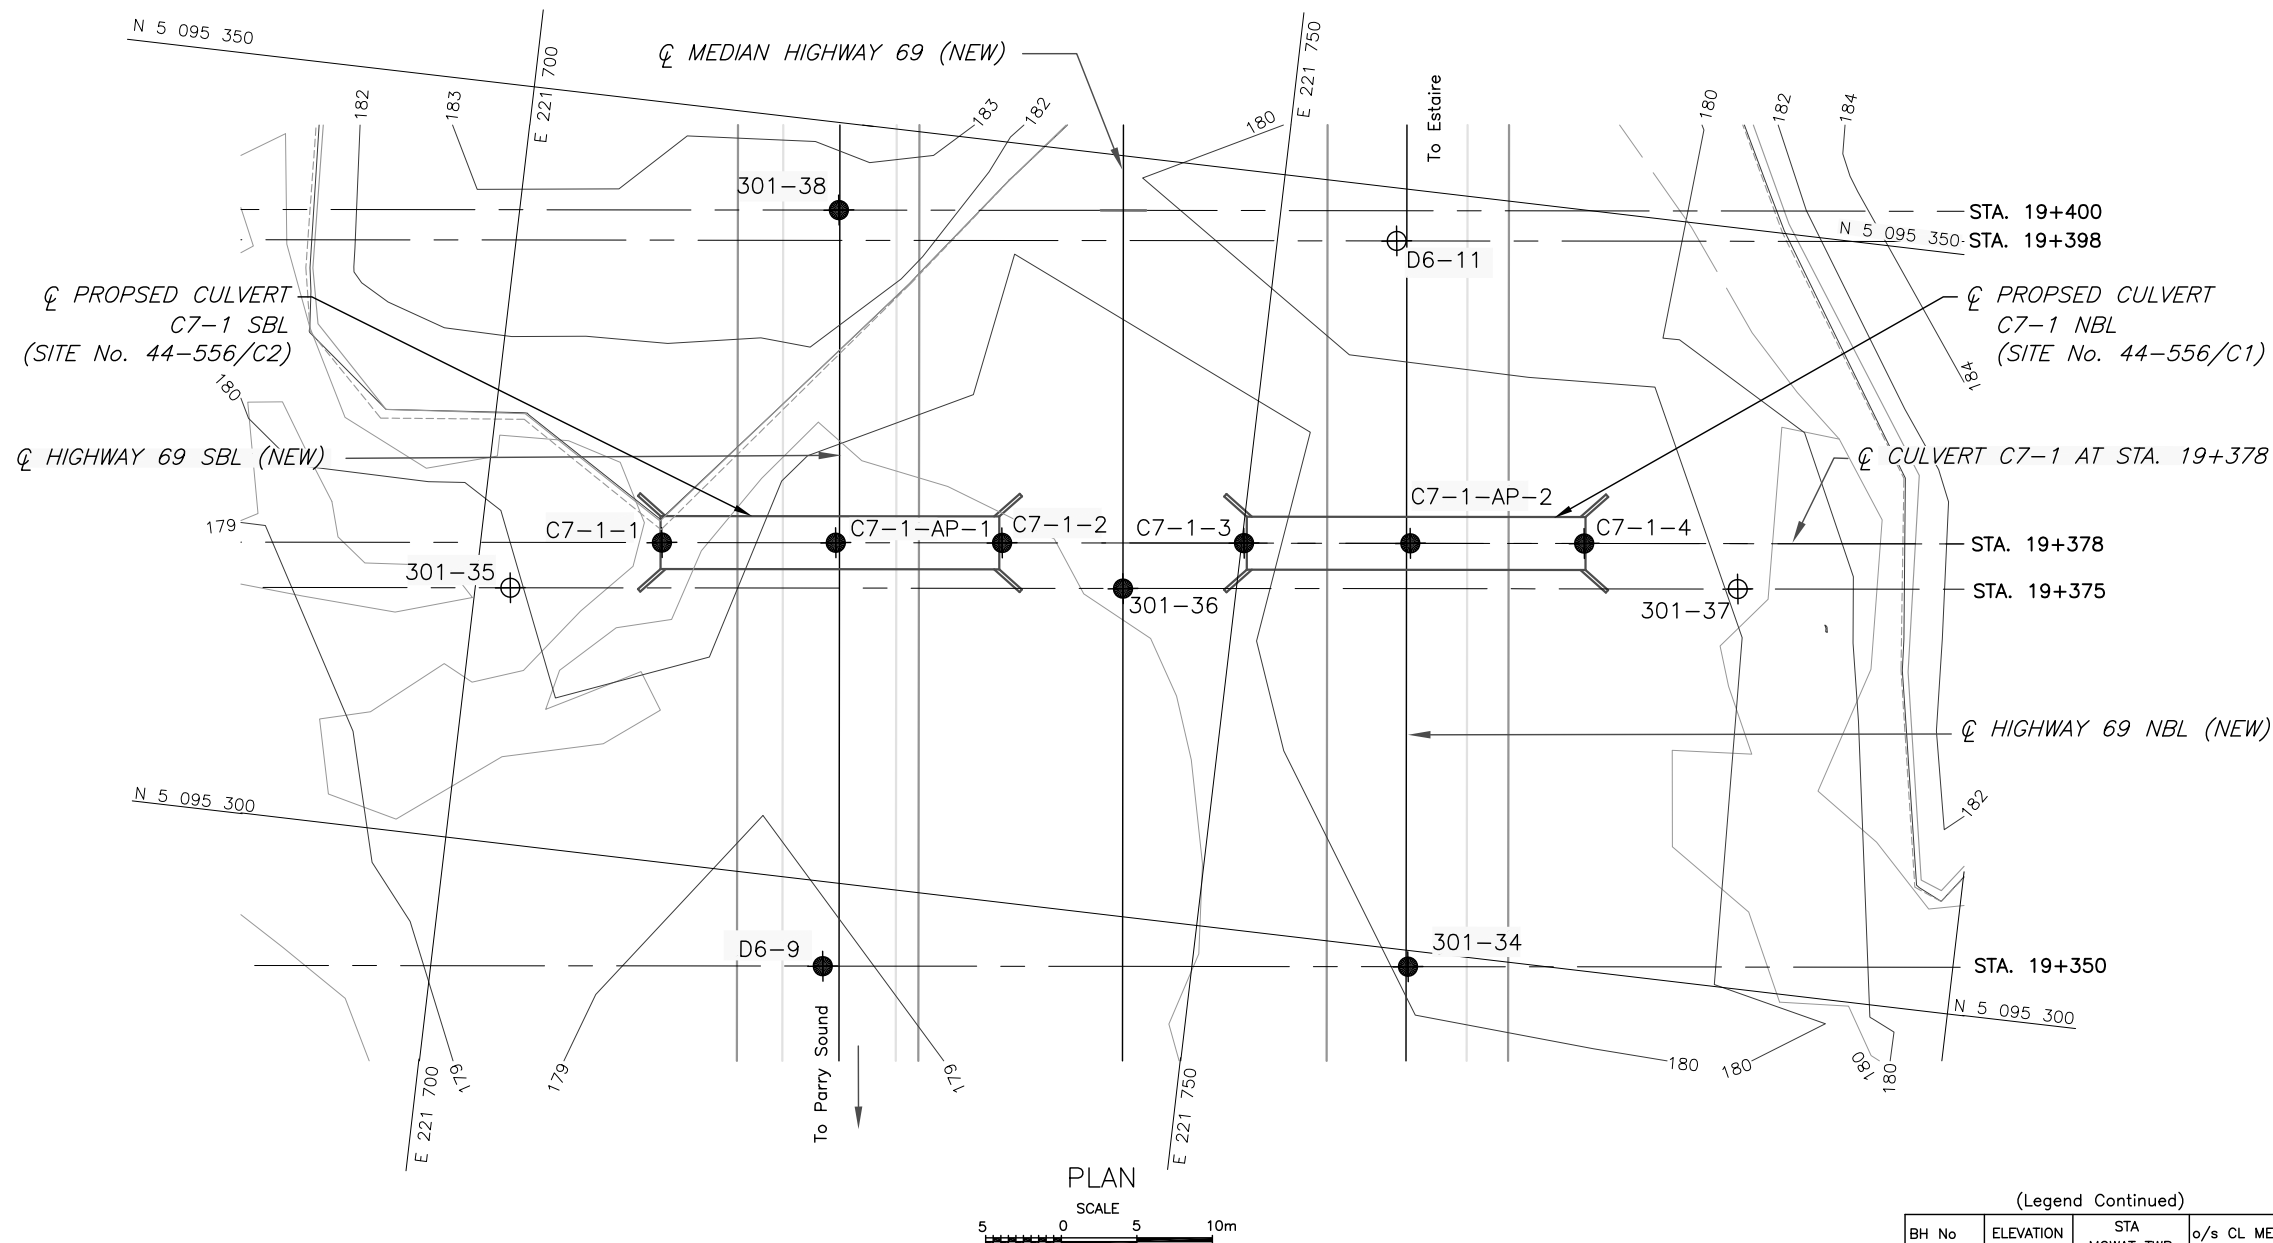 N 5 095 350
℄ MEDIAN HIGHWAY 69 (NEW)
E 221 700
E 221 750
To Estaire
182
183
183
182
180
180
182
184
301-38
STA. 19+400
N 5 095 350
STA. 19+398
D6-11
℄ PROPSED CULVERT
C7-1 SBL
(SITE No. 44-556/C2)
℄ PROPSED CULVERT
C7-1 NBL
(SITE No. 44-556/C1)
184
180
℄ HIGHWAY 69 SBL (NEW)
℄ CULVERT C7-1 AT STA. 19+378
C7-1-AP-2
179
C7-1-1
C7-1-AP-1
C7-1-2
C7-1-3
C7-1-4
STA. 19+378
301-35
301-36
301-37
STA. 19+375
℄ HIGHWAY 69 NBL (NEW)
N 5 095 300
182
D6-9
301-34
STA. 19+350
N 5 095 300
To Parry Sound
E 221 700
179
179
179
E 221 750
180
180
180
180
PLAN
SCALE
5 0 5 10m
(Legend Continued)
BH No
ELEVATION
STA
o/s CL ME